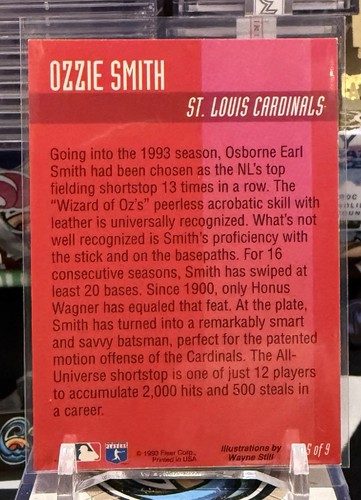 OZZIE SMITH
ST. LOUIS CARDINALS
Going into the 1993 season, Osborne Earl
Smith had been chosen as the NL's top
fielding shortstop 13 times in a row. The
"Wizard of Oz's" peerless acrobatic skill with
leather is universally recognized. What's not
well recognized is Smith's proficiency with
the stick and on the basepaths. For 16
consecutive seasons, Smith has swiped at
least 20 bases. Since 1900, only Honus
Wagner has equaled that feat. At the plate,
Smith has turned into a remarkably smart
and savvy batsman, perfect for the patented
motion offense of the Cardinals. The All-
Universe shortstop is one of just 12 players
to accumulate 2,000 hits and 500 steals in
a career.
© 1993 Fleer Corp.
Printed in USA
Illustrations by
Wayne Still
of 9